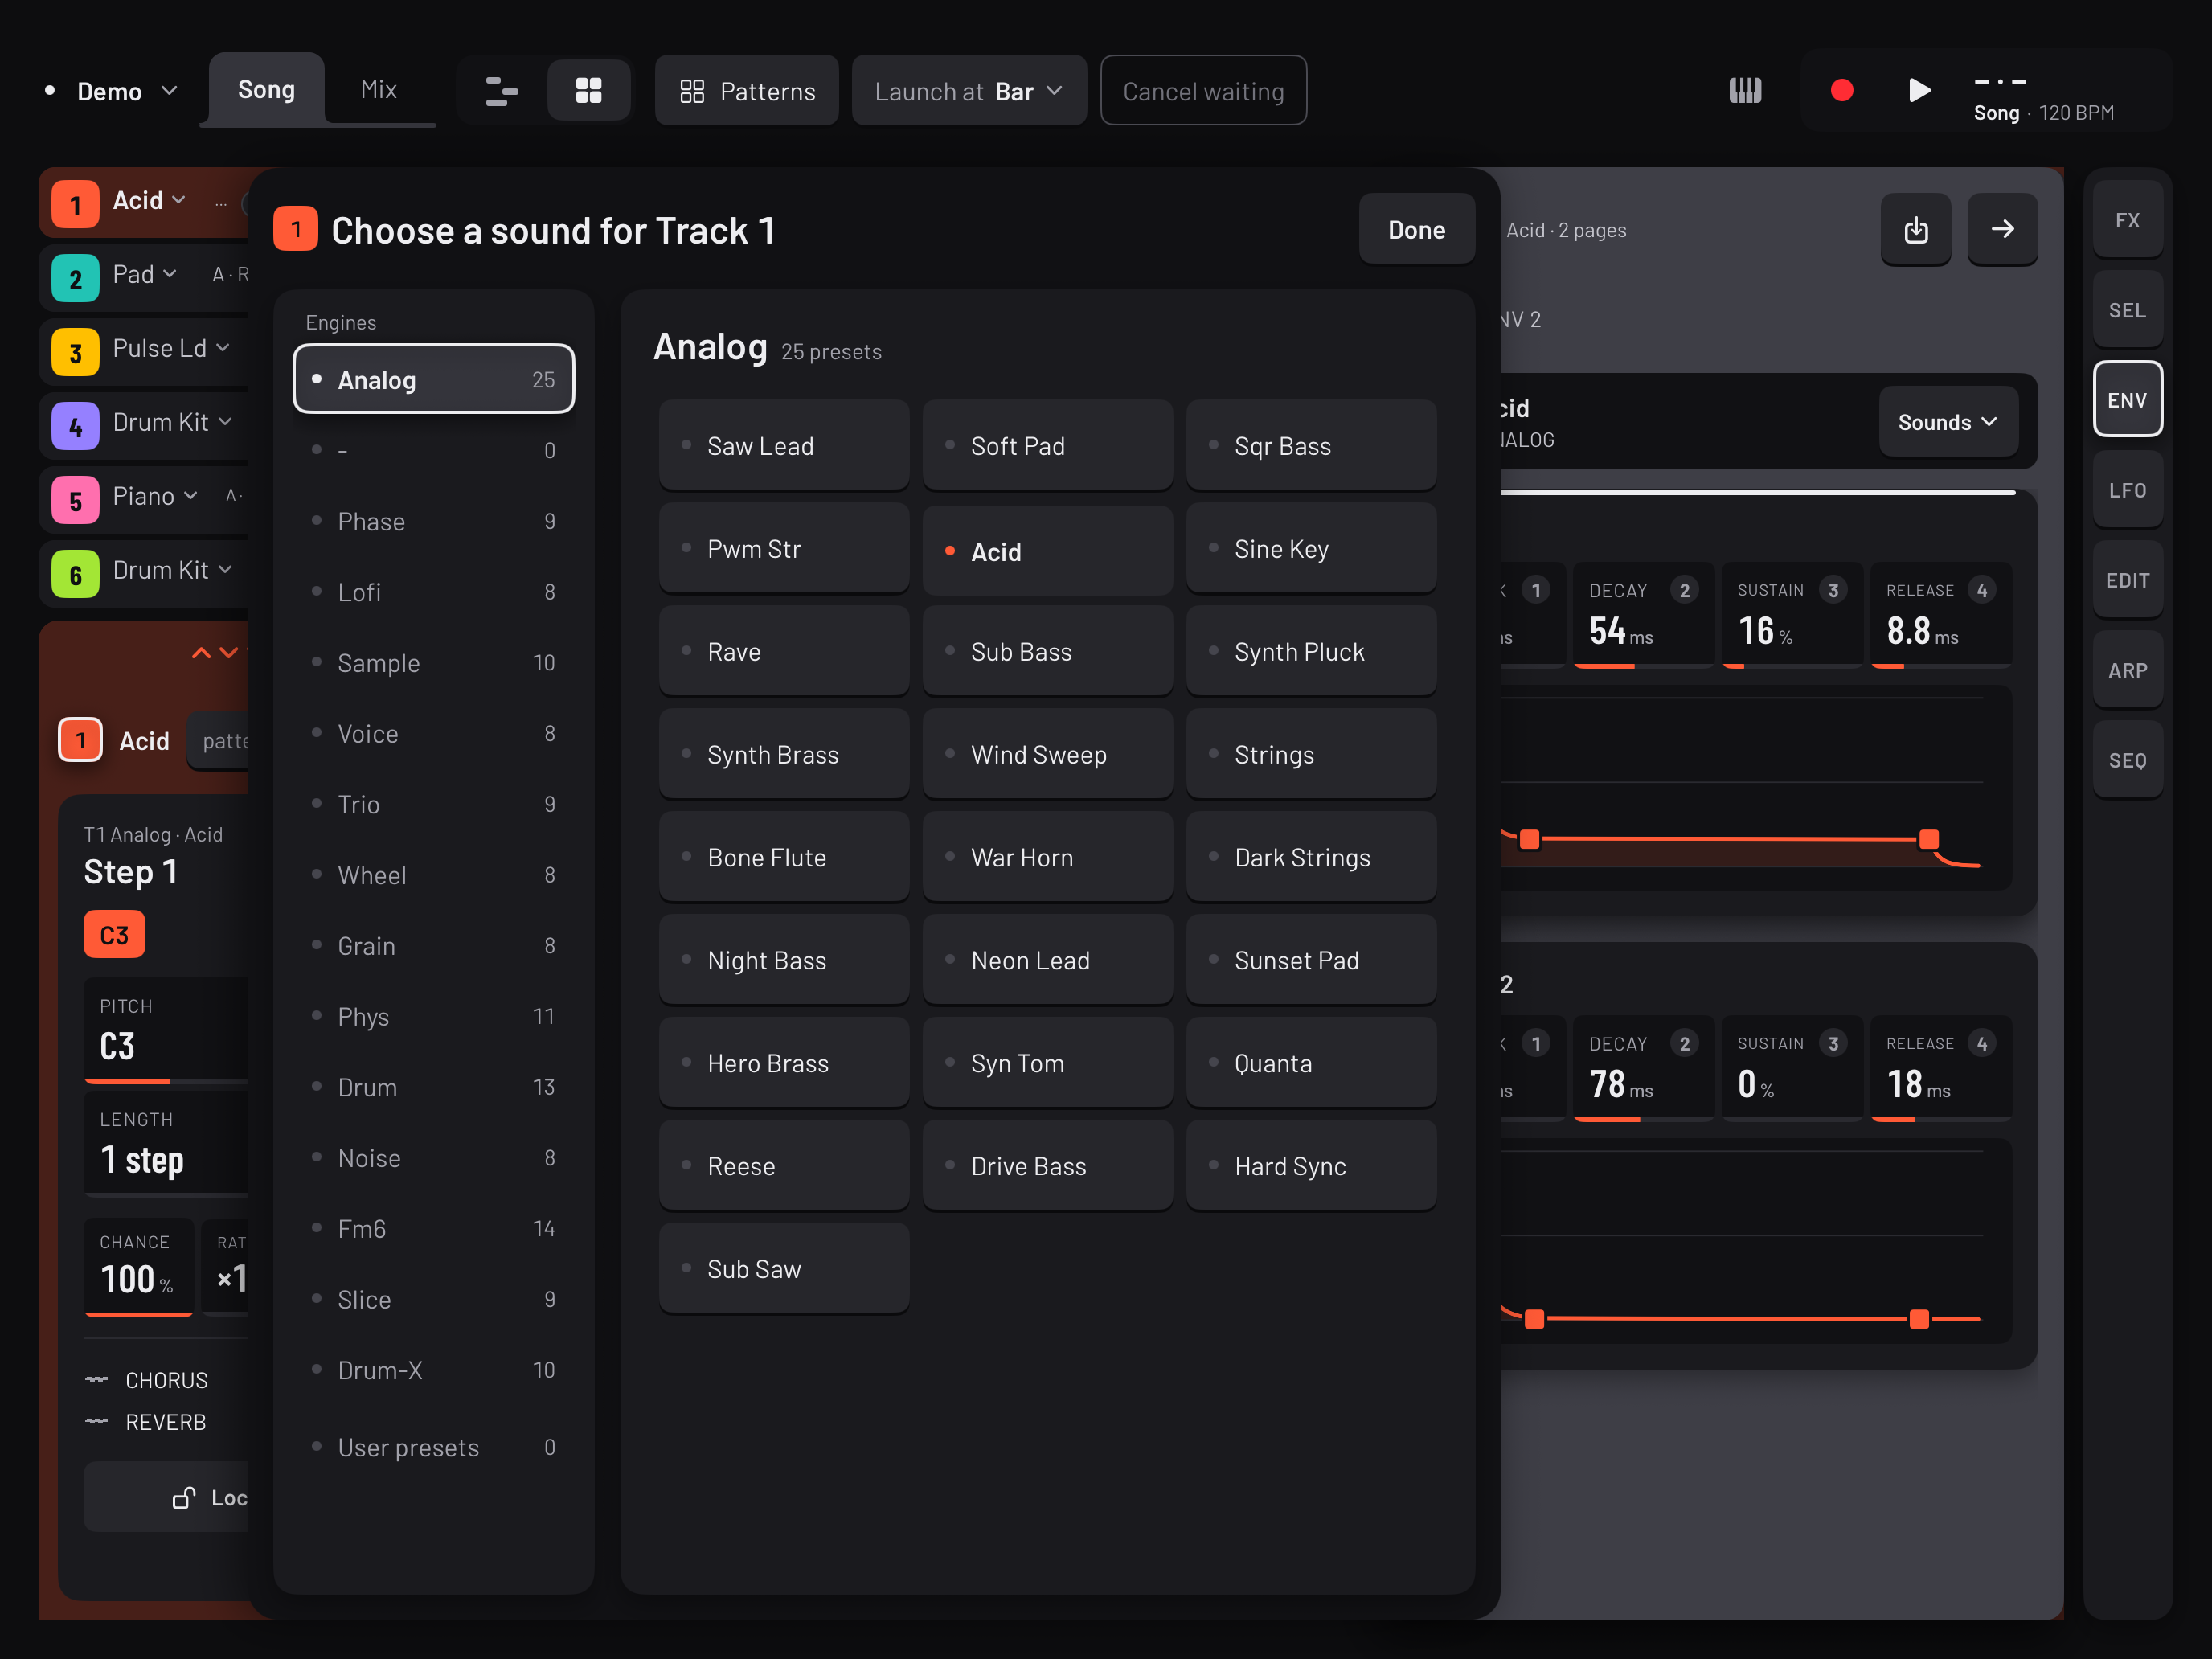 Demo
Song
Mix
Patterns
Launch at Bar
Cancel waiting
Song · 120 BPM
1 Acid ...
2 Pad A · R
3 Pulse Ld
4 Drum Kit
5 Piano A ·
6 Drum Kit
1 Acid
T1 Analog · Acid
Step 1
C3
PITCH
C3
LENGTH
1 step
CHANCE
100 %
×1
CHORUS
REVERB
1 Choose a sound for Track 1
Done
Engines
Analog 25
- 0
Phase 9
Lofi 8
Sample 10
Voice 8
Trio 9
Wheel 8
Grain 8
Phys 11
Drum 13
Noise 8
Fm6 14
Slice 9
Drum-X 10
User presets 0
Analog 25 presets
Saw Lead
Soft Pad
Sqr Bass
Pwm Str
Acid
Sine Key
Rave
Sub Bass
Synth Pluck
Synth Brass
Wind Sweep
Strings
Bone Flute
War Horn
Dark Strings
Night Bass
Neon Lead
Sunset Pad
Hero Brass
Syn Tom
Quanta
Reese
Drive Bass
Hard Sync
Sub Saw
Acid · 2 pages
NV 2
cid
NALOG
Sounds
K 1
DECAY 2
54 ms
SUSTAIN 3
16 %
RELEASE 4
8.8 ms
2
K 1
DECAY 2
78 ms
SUSTAIN 3
0 %
RELEASE 4
18 ms
FX
SEL
ENV
LFO
EDIT
ARP
SEQ